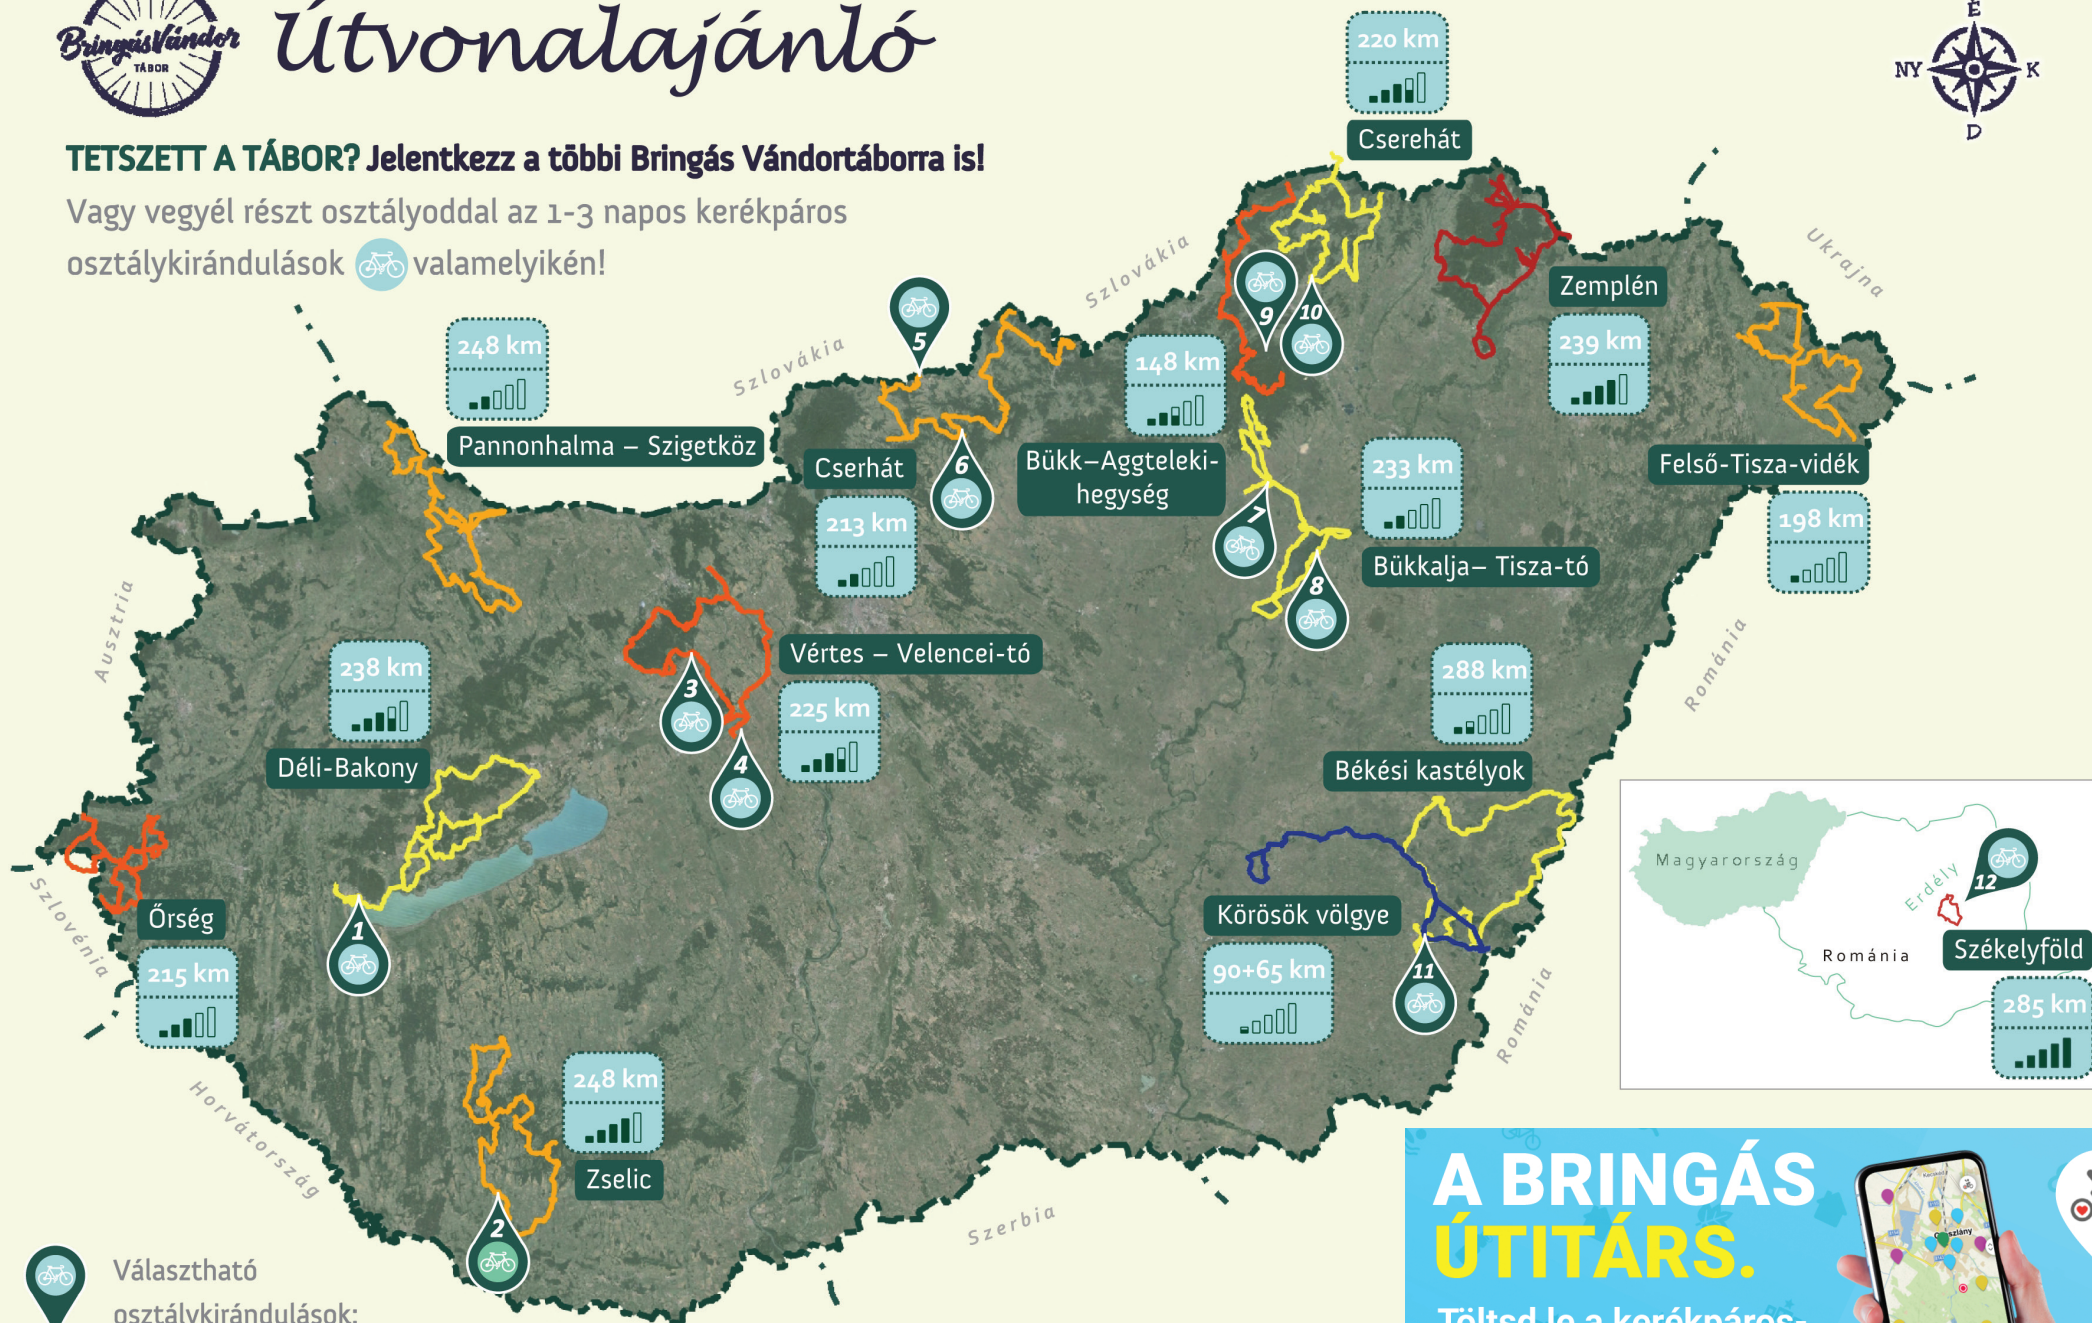 BringásVándor
TÁBOR
Útvonalajánló
TETSZETT A TÁBOR? Jelentkezz a többi Bringás Vándortáborra is!
Vagy vegyél részt osztályoddal az 1-3 napos kerékpáros
osztálykirándulások valamelyikén!
É
NY
K
D
220 km
Cserehát
Szlovákia
Szlovákia
Ukrajna
Zemplén
239 km
248 km
Pannonhalma – Szigetköz
5
9
10
148 km
Bükk–Aggteleki-
hegység
Cserhát
213 km
6
233 km
Bükkalja– Tisza-tó
7
8
Felső-Tisza-vidék
198 km
Ausztria
Románia
238 km
Déli-Bakony
Vértes – Velencei-tó
225 km
3
4
288 km
Békési kastélyok
Őrség
215 km
Szlovénia
1
Körösök völgye
90+65 km
11
Románia
Magyarország
Erdély
12
Románia
Székelyföld
285 km
Horvátország
248 km
Zselic
2
Szerbia
Választható
osztálykirándulások:
A BRINGÁS
ÚTITÁRS.
Töltsd le a kerékpáros-